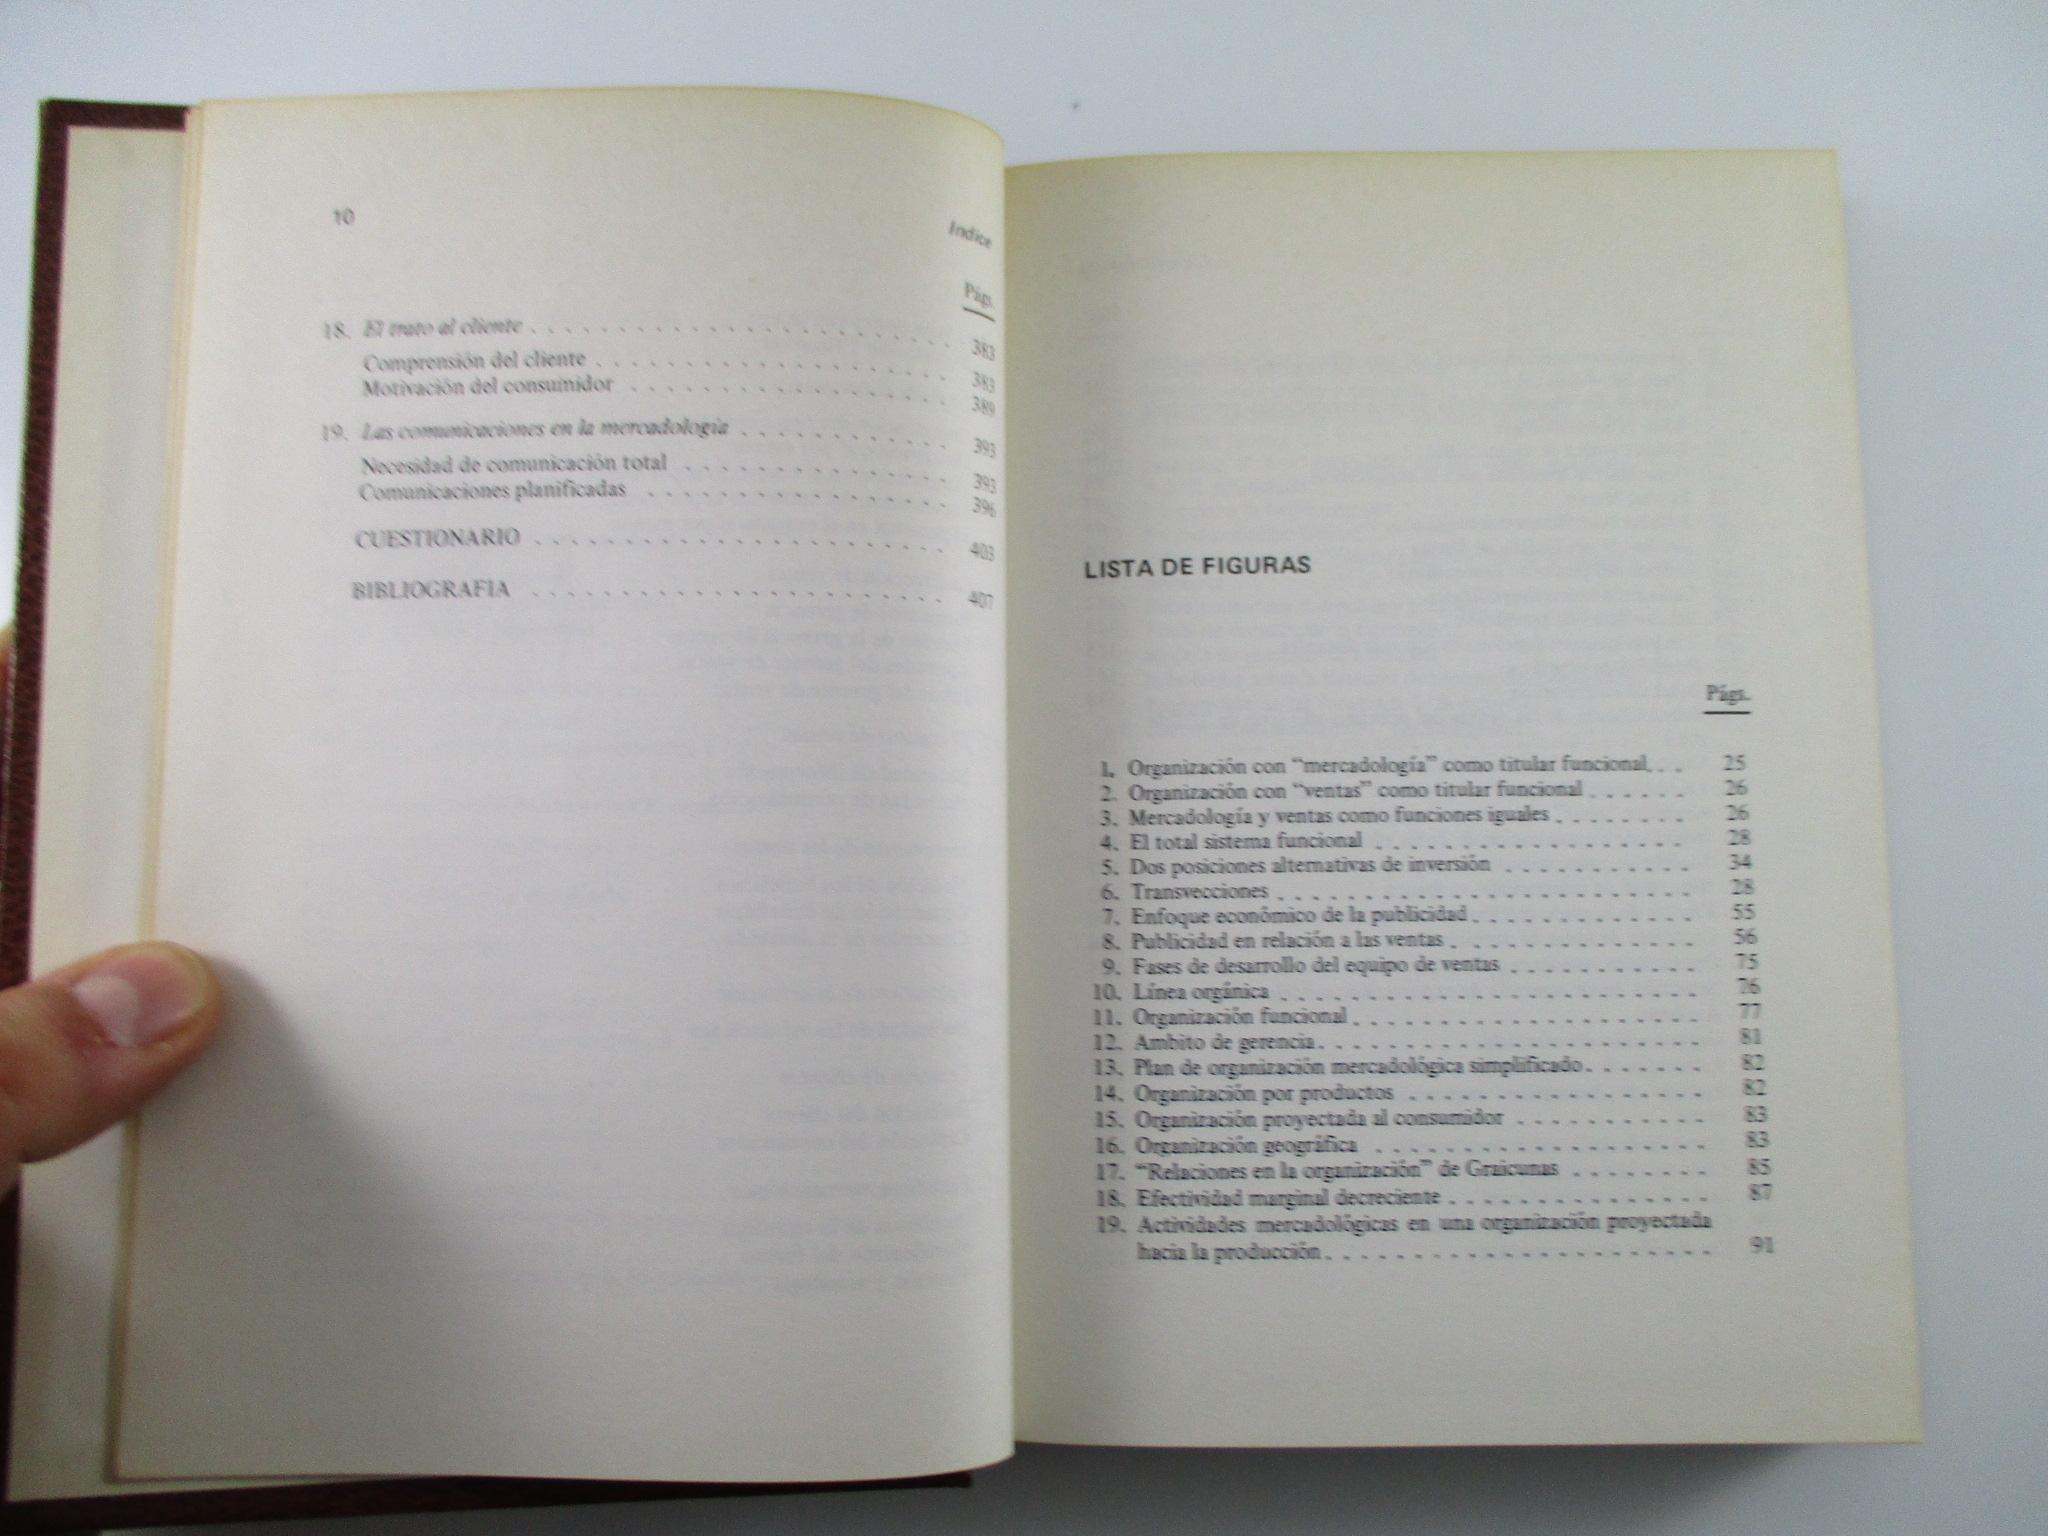 10
Indice
Págs.
18. El trato al cliente . . . . . . . . . . . . . . . . . . . . . . 383
Comprensión del cliente . . . . . . . . . . . . . . . . . . 383
Motivación del consumidor . . . . . . . . . . . . . . . . 389
19. Las comunicaciones en la mercadología . . . . . . . . . . . 393
Necesidad de comunicación total . . . . . . . . . . . . . 393
Comunicaciones planificadas . . . . . . . . . . . . . . . 396
CUESTIONARIO . . . . . . . . . . . . . . . . . . . . . . 403
BIBLIOGRAFIA . . . . . . . . . . . . . . . . . . . . . . 407
LISTA DE FIGURAS
Págs.
1. Organización con “mercadología” como titular funcional. . . 25
2. Organización con “ventas” como titular funcional . . . . . . 26
3. Mercadología y ventas como funciones iguales . . . . . . . . 26
4. El total sistema funcional . . . . . . . . . . . . . . . . . . 28
5. Dos posiciones alternativas de inversión . . . . . . . . . . . 34
6. Transvecciones . . . . . . . . . . . . . . . . . . . . . . . . 28
7. Enfoque económico de la publicidad . . . . . . . . . . . . . 55
8. Publicidad en relación a las ventas . . . . . . . . . . . . . . 56
9. Fases de desarrollo del equipo de ventas . . . . . . . . . . . 75
10. Línea orgánica . . . . . . . . . . . . . . . . . . . . . . . . 76
11. Organización funcional . . . . . . . . . . . . . . . . . . . . 77
12. Ambito de gerencia . . . . . . . . . . . . . . . . . . . . . . 81
13. Plan de organización mercadológica simplificado . . . . . . . 82
14. Organización por productos . . . . . . . . . . . . . . . . . 82
15. Organización proyectada al consumidor . . . . . . . . . . . 83
16. Organización geográfica . . . . . . . . . . . . . . . . . . . 83
17. “Relaciones en la organización” de Graicunas . . . . . . . . 85
18. Efectividad marginal decreciente . . . . . . . . . . . . . . . 87
19. Actividades mercadológicas en una organización proyectada
hacia la producción . . . . . . . . . . . . . . . . . . . . . . 91